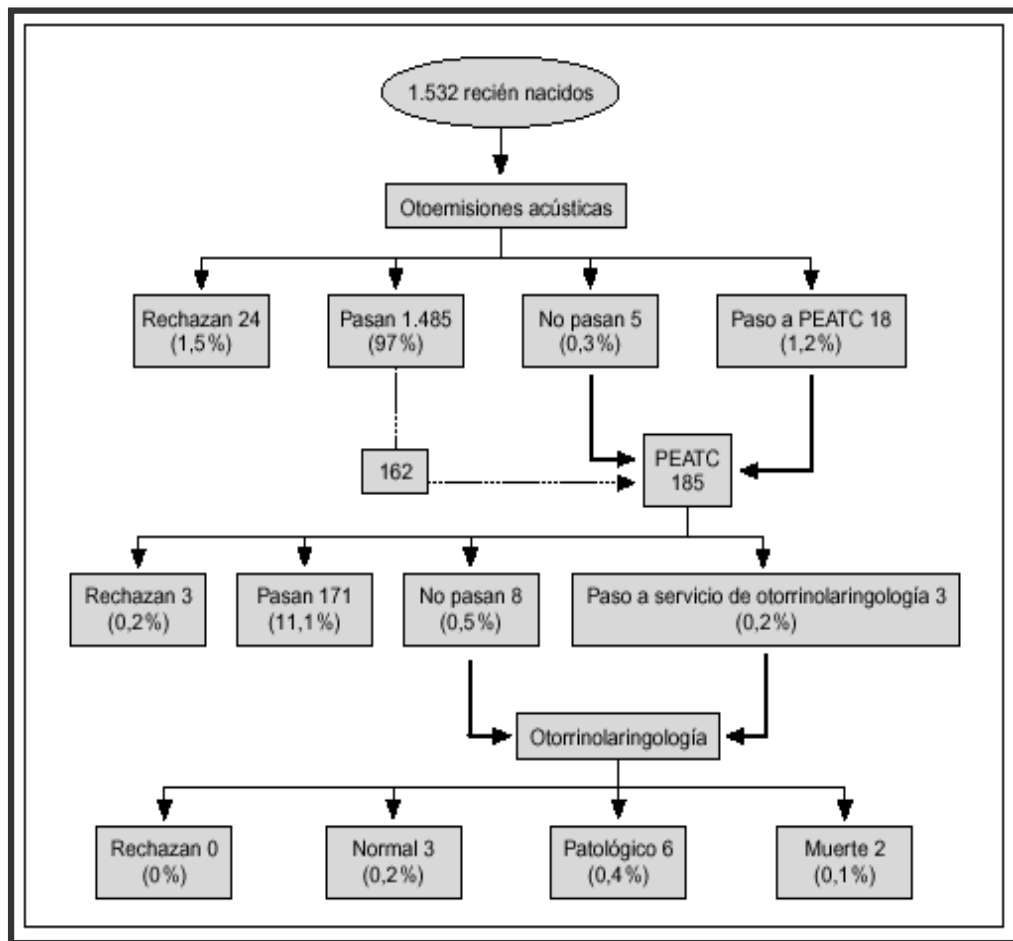 1.532 recién nacidos
Otoemisiones acústicas
Rechazan 24
(1,5%)
Pasan 1.485
(97%)
No pasan 5
(0,3%)
Paso a PEATC 18
(1,2%)
162
PEATC
185
Rechazan 3
(0,2%)
Pasan 171
(11,1%)
No pasan 8
(0,5%)
Paso a servicio de otorrinolaringología 3
(0,2%)
Otorrinolaringología
Rechazan 0
(0%)
Normal 3
(0,2%)
Patológico 6
(0,4%)
Muerte 2
(0,1%)